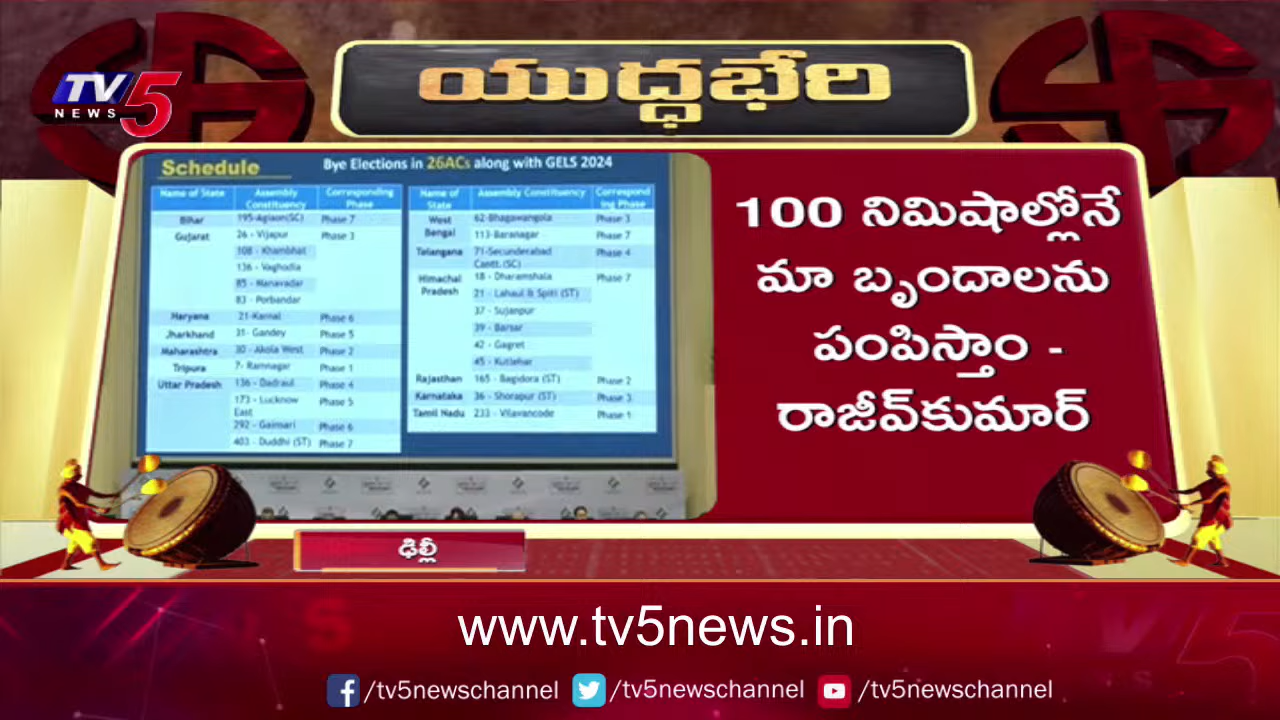 TV5
NEWS
యుద్ధభేరి
Schedule
Bye Elections in 26ACs along with GELS 2024
Name of State Assembly Constituency Corresponding Phase
Bihar 195-Agiaon(SC) Phase 7
Gujarat 26 - Vijapur Phase 3
108 - Khambhat
136 - Vaghodia
85 - Manavadar
83 - Porbandar
Haryana 21-Karnal Phase 6
Jharkhand 31- Gandey Phase 5
Maharashtra 30 - Akola West Phase 2
Tripura 7- Ramnagar Phase 1
Uttar Pradesh 136 - Dadraul Phase 4
173 - Lucknow East Phase 5
292 - Gainsari Phase 6
403 - Duddhi (ST) Phase 7
Name of State Assembly Constituency Correspond ing Phase
West Bengal 62-Bhagawangola Phase 3
113-Baranagar Phase 7
Telangana 71-Secunderabad Cantt.(SC) Phase 4
Himachal Pradesh 18 - Dharamshala Phase 7
21 - Lahaul & Spiti (ST)
37 - Sujanpur
39 - Barsar
42 - Gagret
45 - Kutlehar
Rajasthan 165 - Bagidora (ST) Phase 2
Karnataka 36 - Shorapur (ST) Phase 3
Tamil Nadu 233 - Vilavancode Phase 1
100 నిమిషాల్లోనే
మా బృందాలను
పంపిస్తాం -
రాజీవ్‌కుమార్
ఢిల్లీ
www.tv5news.in
/tv5newschannel /tv5newschannel /tv5newschannel